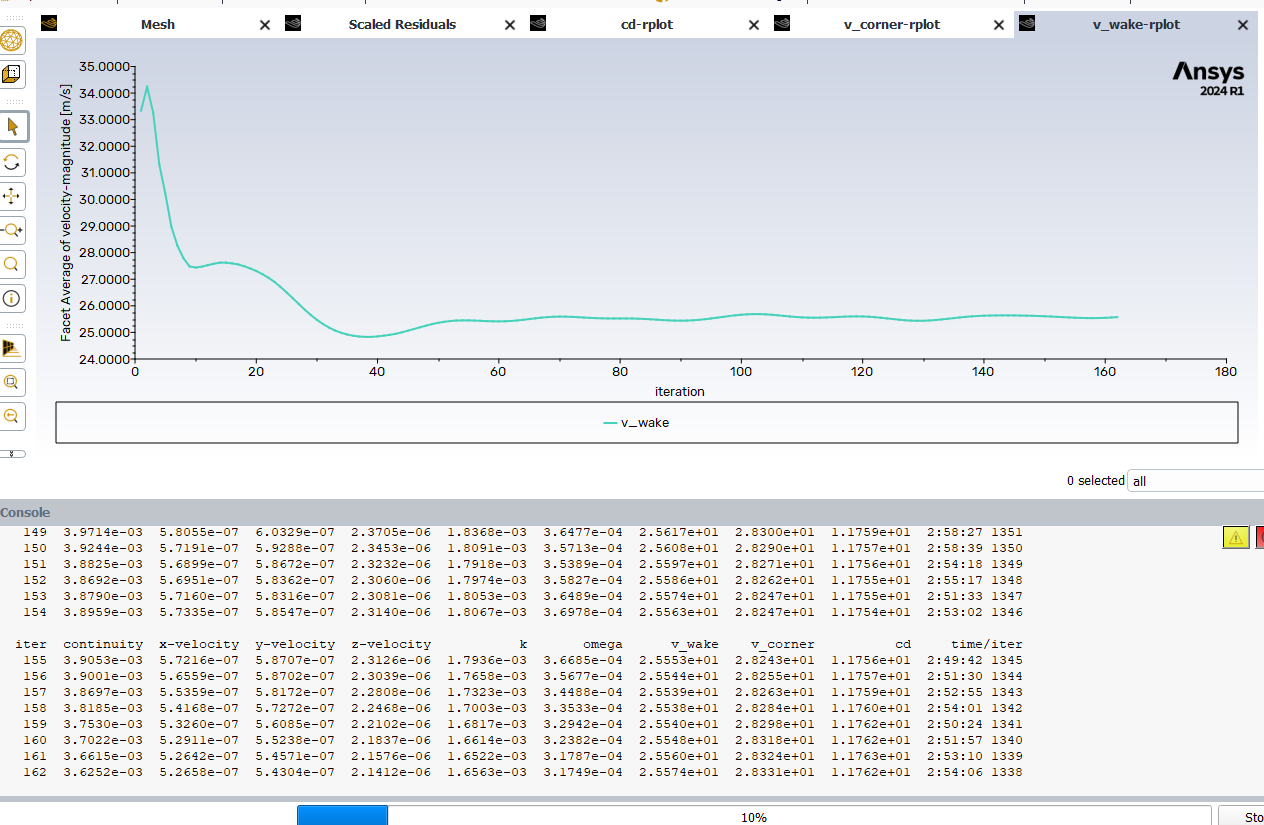 Mesh Scaled Residuals cd-rplot v_corner-rplot v_wake-rplot
Ansys
2024 R1
35.0000
34.0000
33.0000
32.0000
31.0000
30.0000
29.0000
28.0000
27.0000
26.0000
25.0000
24.0000
Facet Average of velocity-magnitude [m/s]
0 20 40 60 80 100 120 140 160 180
iteration
v_wake
0 selected all
Console
149 3.9714e-03 5.8055e-07 6.0329e-07 2.3705e-06 1.8368e-03 3.6477e-04 2.5617e+01 2.8300e+01 1.1759e+01 2:58:27 1351
150 3.9244e-03 5.7191e-07 5.9288e-07 2.3453e-06 1.8091e-03 3.5713e-04 2.5608e+01 2.8290e+01 1.1757e+01 2:58:39 1350
151 3.8825e-03 5.6899e-07 5.8672e-07 2.3232e-06 1.7918e-03 3.5389e-04 2.5597e+01 2.8271e+01 1.1756e+01 2:54:18 1349
152 3.8692e-03 5.6951e-07 5.8362e-07 2.3060e-06 1.7974e-03 3.5827e-04 2.5586e+01 2.8262e+01 1.1755e+01 2:55:17 1348
153 3.8790e-03 5.7160e-07 5.8316e-07 2.3081e-06 1.8053e-03 3.6489e-04 2.5574e+01 2.8247e+01 1.1755e+01 2:51:33 1347
154 3.8959e-03 5.7335e-07 5.8547e-07 2.3140e-06 1.8067e-03 3.6978e-04 2.5563e+01 2.8247e+01 1.1754e+01 2:53:02 1346
iter continuity x-velocity y-velocity z-velocity k omega v_wake v_corner cd time/iter
155 3.9053e-03 5.7216e-07 5.8707e-07 2.3126e-06 1.7936e-03 3.6685e-04 2.5553e+01 2.8243e+01 1.1756e+01 2:49:42 1345
156 3.9001e-03 5.6559e-07 5.8702e-07 2.3039e-06 1.7658e-03 3.5677e-04 2.5544e+01 2.8255e+01 1.1757e+01 2:51:30 1344
157 3.8697e-03 5.5359e-07 5.8172e-07 2.2808e-06 1.7323e-03 3.4488e-04 2.5539e+01 2.8263e+01 1.1759e+01 2:52:55 1343
158 3.8185e-03 5.4168e-07 5.7272e-07 2.2468e-06 1.7003e-03 3.3533e-04 2.5538e+01 2.8284e+01 1.1760e+01 2:54:01 1342
159 3.7530e-03 5.3260e-07 5.6085e-07 2.2102e-06 1.6817e-03 3.2942e-04 2.5540e+01 2.8298e+01 1.1762e+01 2:50:24 1341
160 3.7022e-03 5.2911e-07 5.5238e-07 2.1837e-06 1.6614e-03 3.2382e-04 2.5548e+01 2.8318e+01 1.1762e+01 2:51:57 1340
161 3.6615e-03 5.2642e-07 5.4571e-07 2.1576e-06 1.6522e-03 3.1787e-04 2.5560e+01 2.8324e+01 1.1763e+01 2:53:10 1339
162 3.6252e-03 5.2658e-07 5.4304e-07 2.1412e-06 1.6563e-03 3.1749e-04 2.5574e+01 2.8331e+01 1.1762e+01 2:54:06 1338
10% Sto